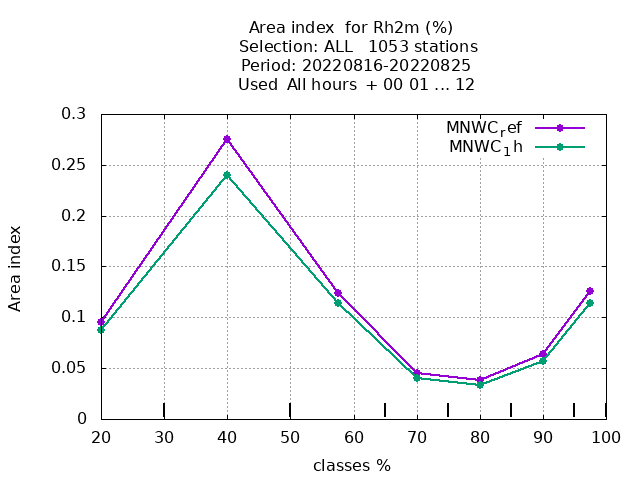 Area index  for Rh2m (%)
Selection: ALL   1053 stations
Period: 20220816-20220825
Used  All hours  + 00 01 ... 12
MNWC_ref
MNWC_1h
0.3
0.25
0.2
0.15
0.1
0.05
0
Area index
20 30 40 50 60 70 80 90 100
classes %